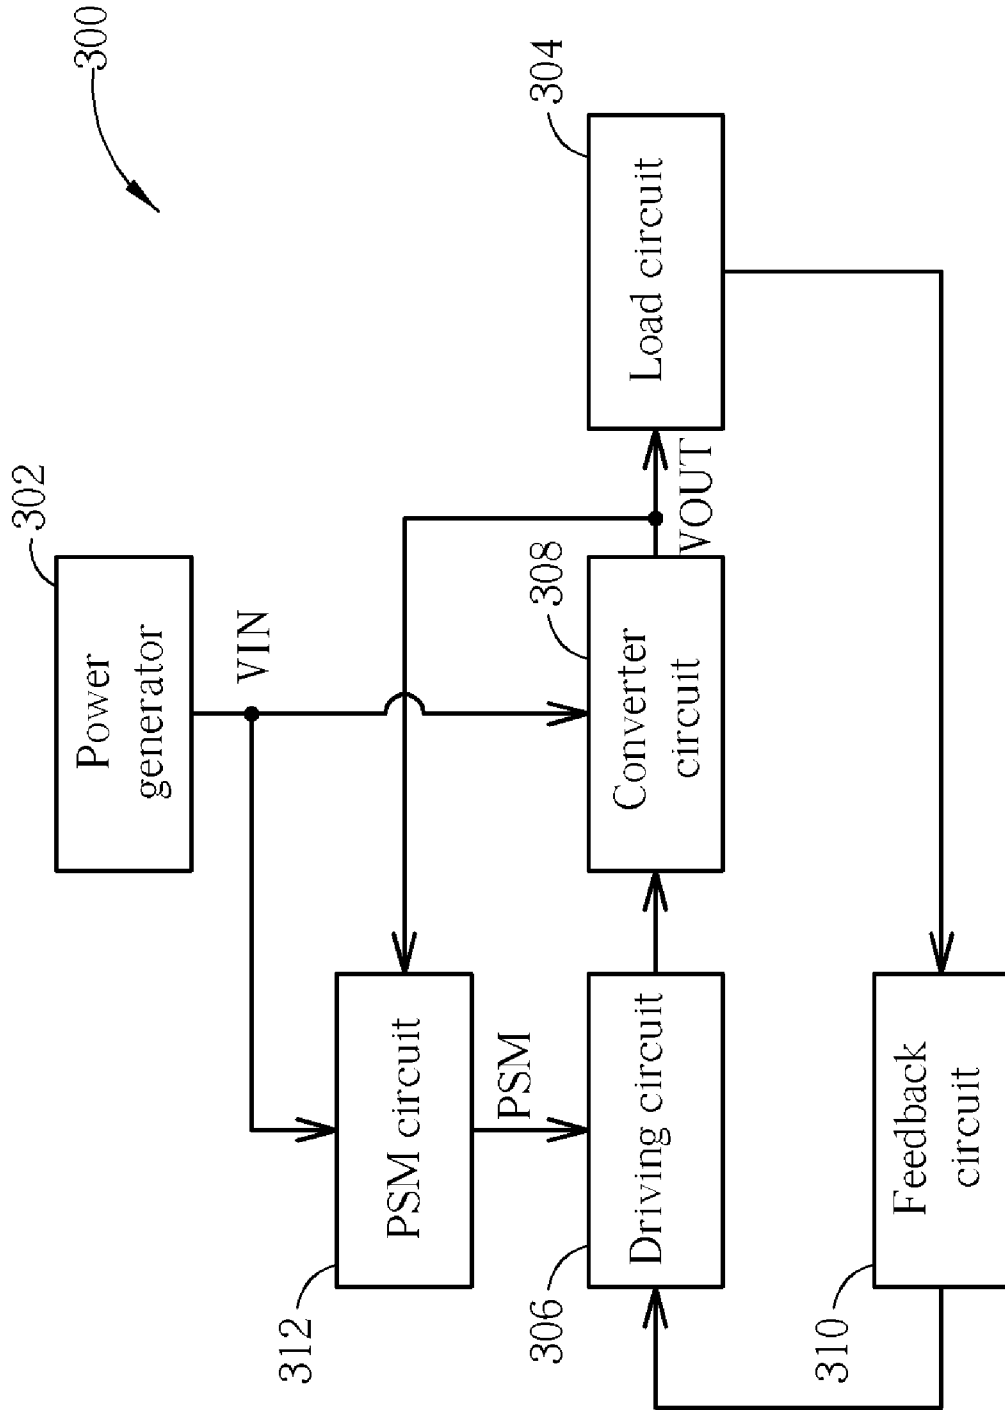 300
302
Power
generator
VIN
304
Load circuit
308
Converter
circuit
VOUT
312
PSM circuit
PSM
306
Driving circuit
310
Feedback
circuit